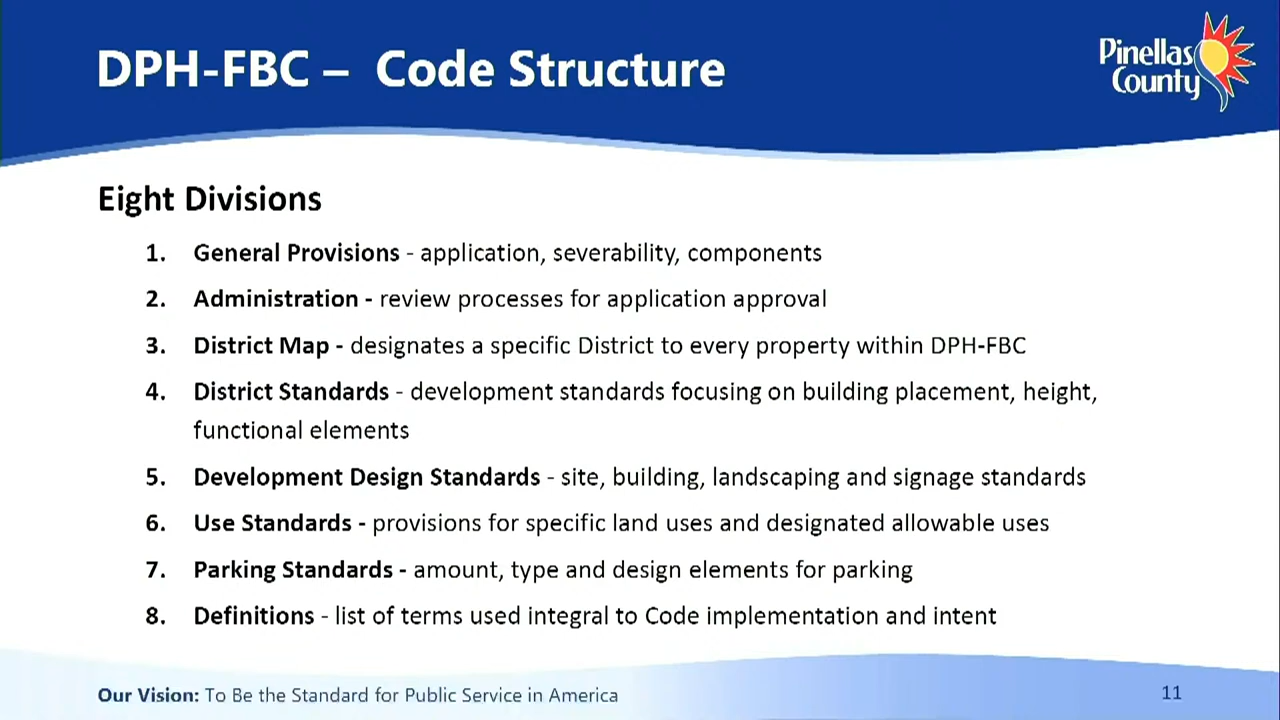 DPH-FBC – Code Structure
Pinellas
County
Eight Divisions
1. General Provisions - application, severability, components
2. Administration - review processes for application approval
3. District Map - designates a specific District to every property within DPH-FBC
4. District Standards - development standards focusing on building placement, height,
functional elements
5. Development Design Standards - site, building, landscaping and signage standards
6. Use Standards - provisions for specific land uses and designated allowable uses
7. Parking Standards - amount, type and design elements for parking
8. Definitions - list of terms used integral to Code implementation and intent
Our Vision: To Be the Standard for Public Service in America
11